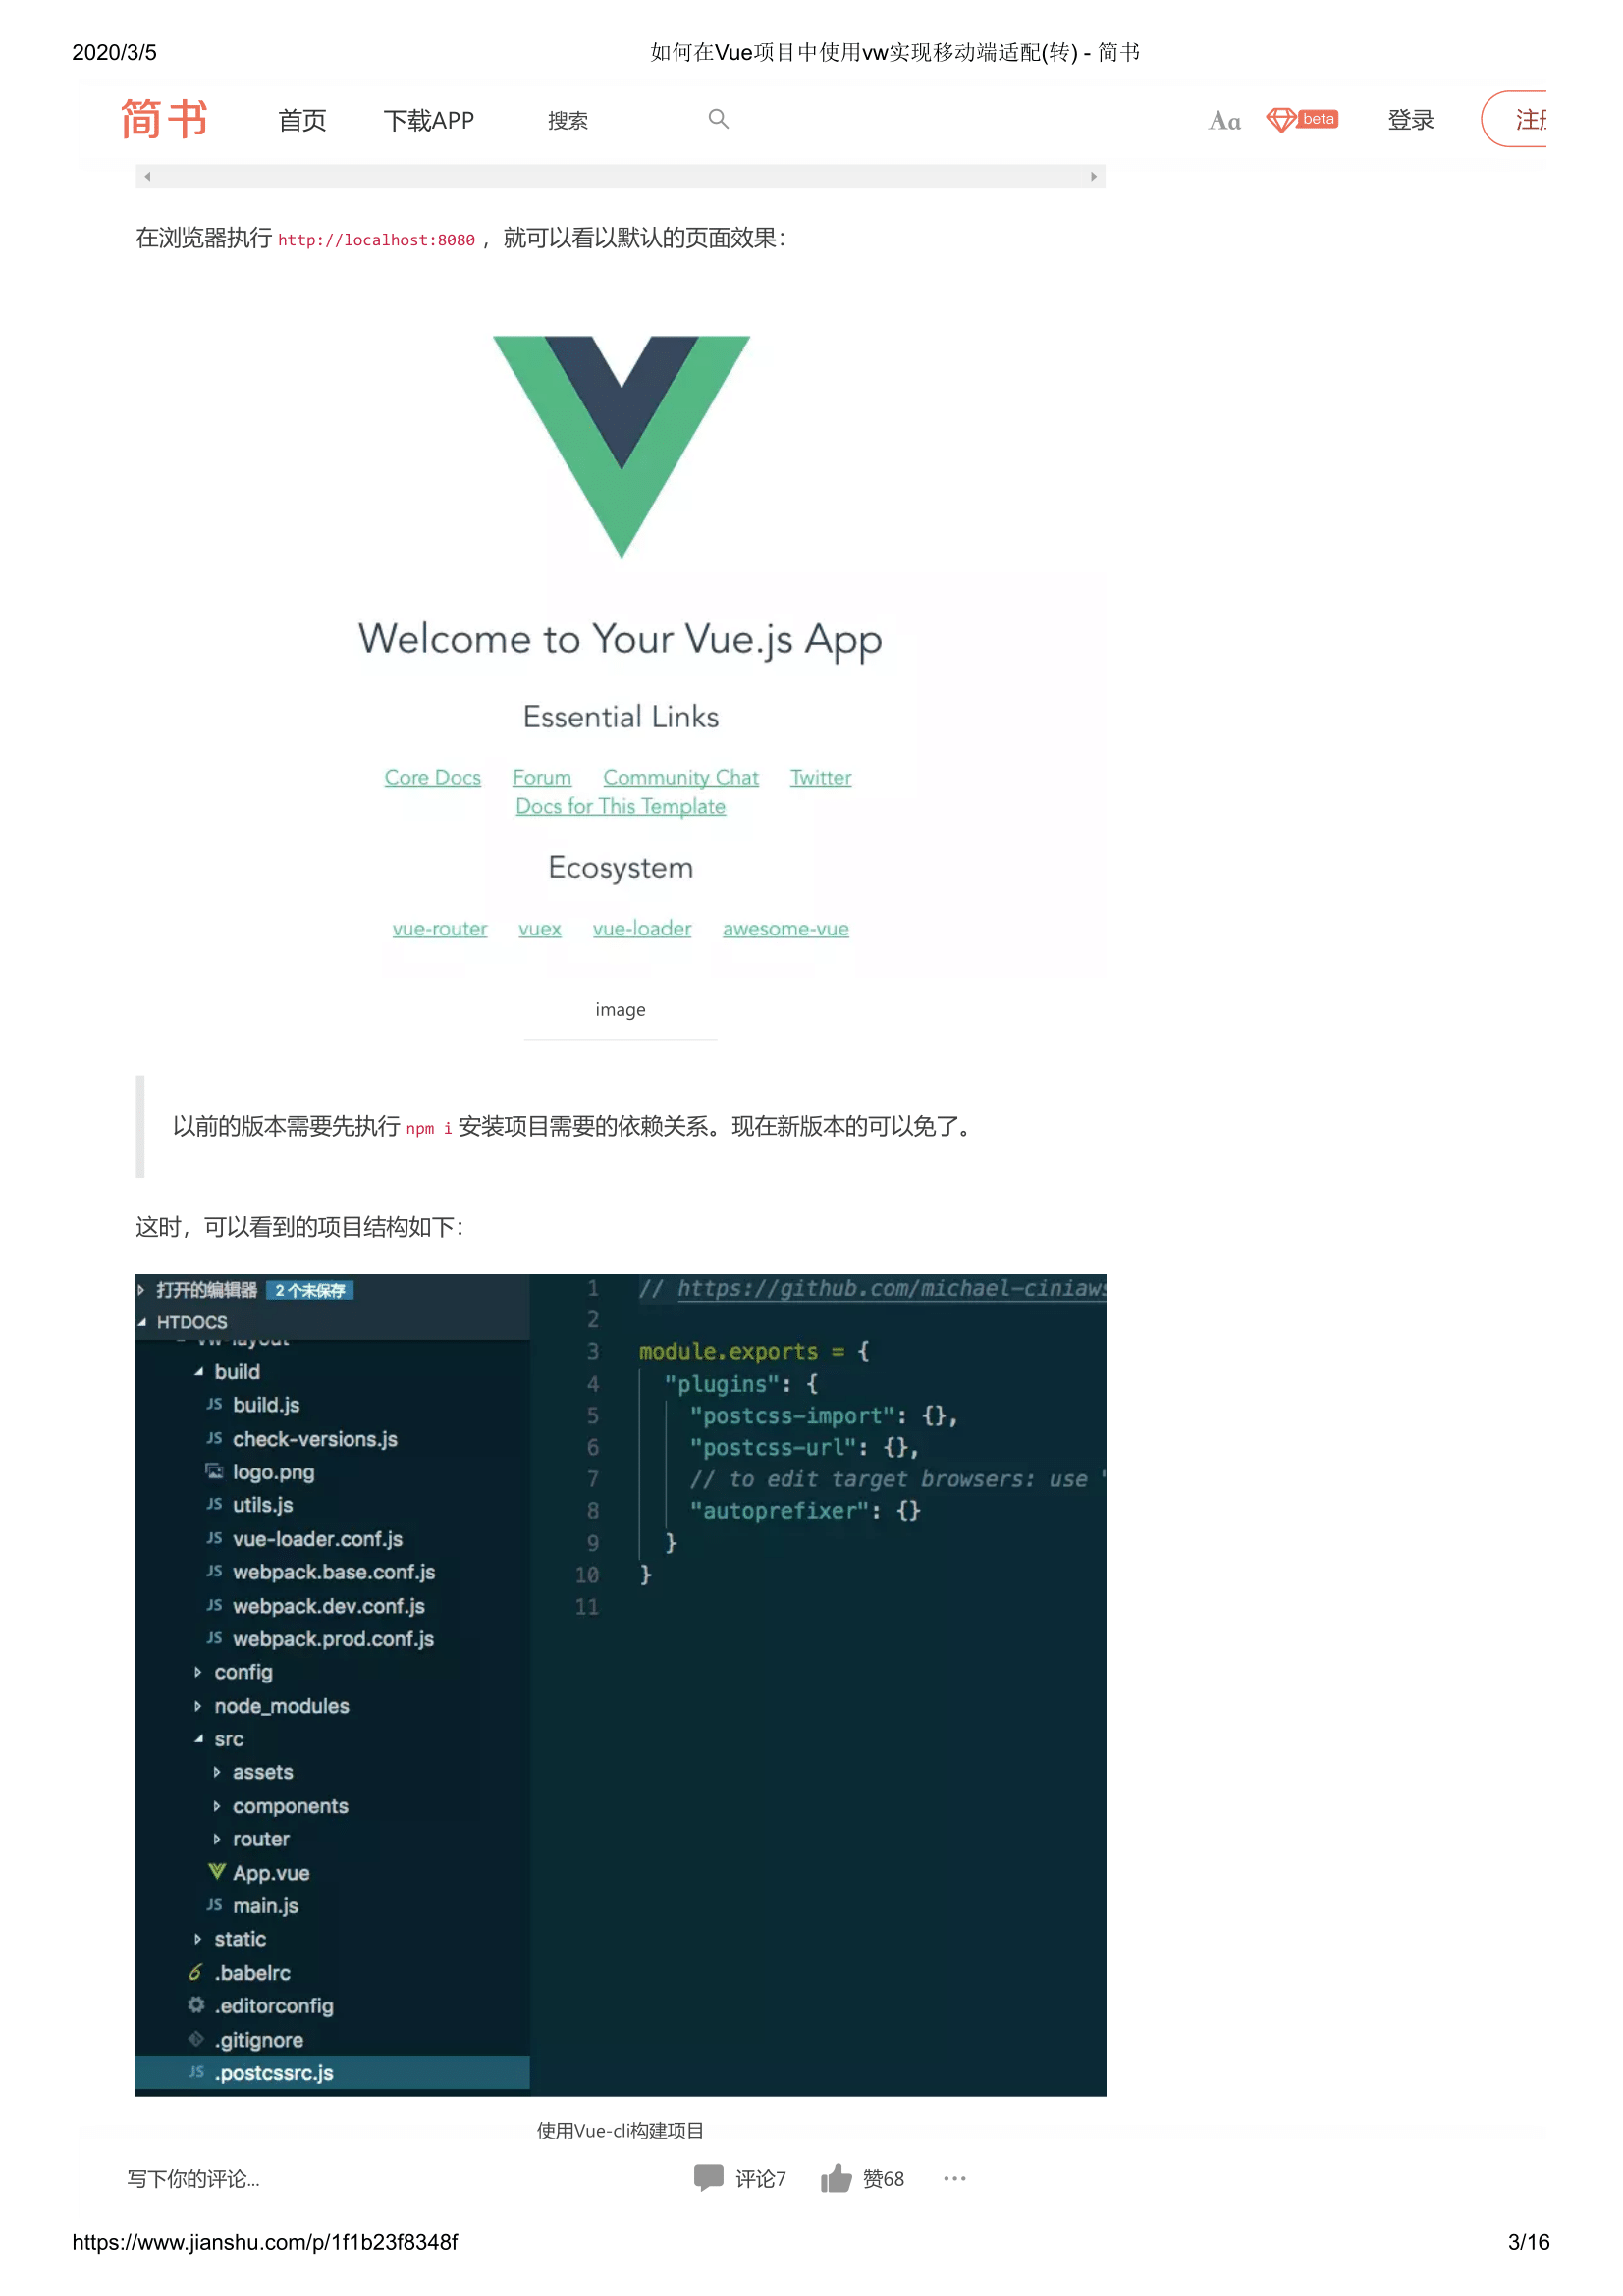 2020/3/5
如何在Vue项目中使用vw实现移动端适配(转) - 简书
简书 首页 下载APP 搜索 Aa beta 登录
在浏览器执行 http://localhost:8080 ，就可以看以默认的页面效果：
Welcome to Your Vue.js App
Essential Links
Core Docs Forum Community Chat Twitter
Docs for This Template
Ecosystem
vue-router vuex vue-loader awesome-vue
image
以前的版本需要先执行 npm i 安装项目需要的依赖关系。现在新版本的可以免了。
这时，可以看到的项目结构如下：
打开的编辑器 2 个未保存
HTDOCS
vw-layout
build
JS build.js
JS check-versions.js
logo.png
JS utils.js
JS vue-loader.conf.js
JS webpack.base.conf.js
JS webpack.dev.conf.js
JS webpack.prod.conf.js
config
node_modules
src
assets
components
router
App.vue
JS main.js
static
.babelrc
.editorconfig
.gitignore
JS .postcssrc.js
1 // https://github.com/michael-ciniaws
2
3 module.exports = {
4 "plugins": {
5 "postcss-import": {},
6 "postcss-url": {},
7 // to edit target browsers: use "
8 "autoprefixer": {}
9 }
10 }
11
使用Vue-cli构建项目
写下你的评论... 评论7 赞68 ...
https://www.jianshu.com/p/1f1b23f8348f
3/16